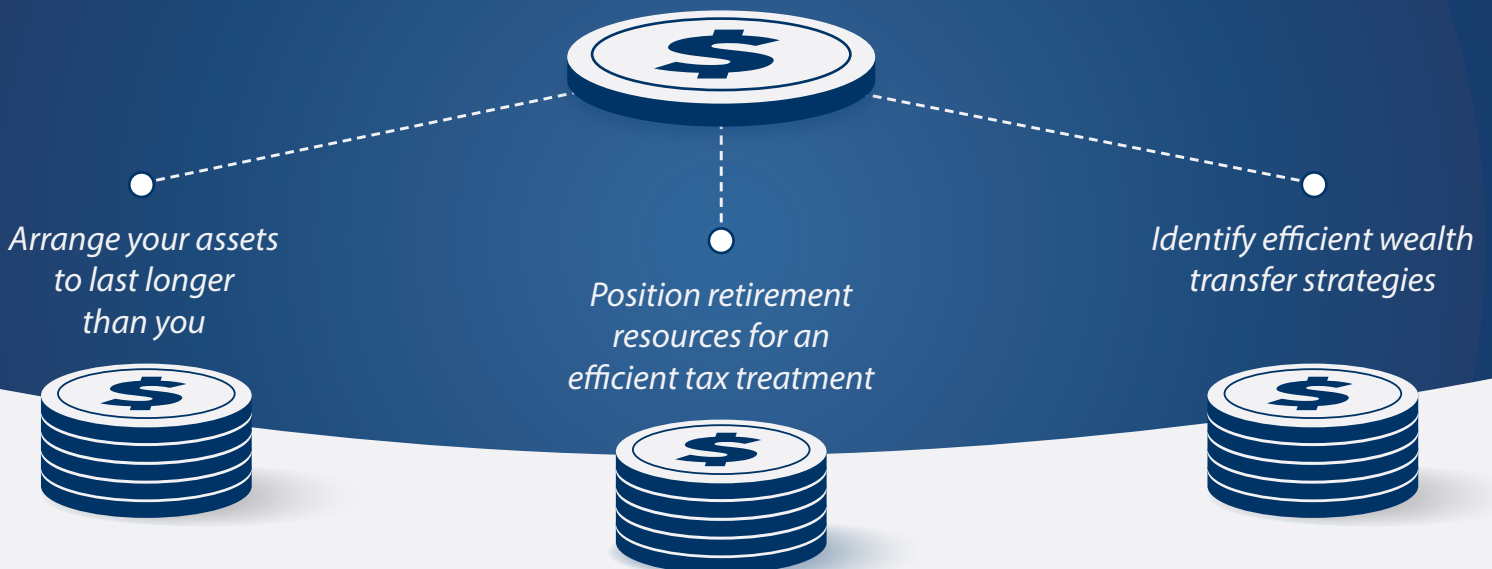 $
Arrange your assets
to last longer
than you
$
Position retirement
resources for an
efficient tax treatment
$
Identify efficient wealth
transfer strategies
$